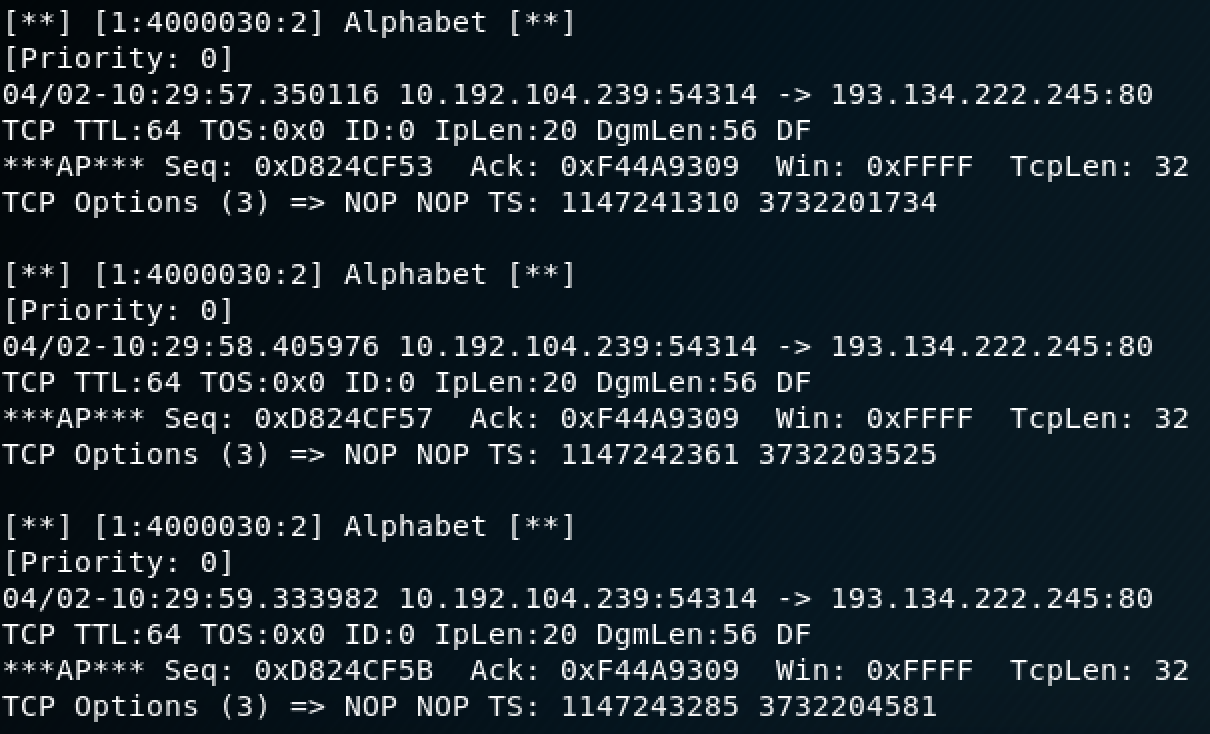 [**] [1:4000030:2] Alphabet [**]
[Priority: 0]
04/02-10:29:57.350116 10.192.104.239:54314 -> 193.134.222.245:80
TCP TTL:64 TOS:0x0 ID:0 IpLen:20 DgmLen:56 DF
***AP*** Seq: 0xD824CF53  Ack: 0xF44A9309  Win: 0xFFFF  TcpLen: 32
TCP Options (3) => NOP NOP TS: 1147241310 3732201734

[**] [1:4000030:2] Alphabet [**]
[Priority: 0]
04/02-10:29:58.405976 10.192.104.239:54314 -> 193.134.222.245:80
TCP TTL:64 TOS:0x0 ID:0 IpLen:20 DgmLen:56 DF
***AP*** Seq: 0xD824CF57  Ack: 0xF44A9309  Win: 0xFFFF  TcpLen: 32
TCP Options (3) => NOP NOP TS: 1147242361 3732203525

[**] [1:4000030:2] Alphabet [**]
[Priority: 0]
04/02-10:29:59.333982 10.192.104.239:54314 -> 193.134.222.245:80
TCP TTL:64 TOS:0x0 ID:0 IpLen:20 DgmLen:56 DF
***AP*** Seq: 0xD824CF5B  Ack: 0xF44A9309  Win: 0xFFFF  TcpLen: 32
TCP Options (3) => NOP NOP TS: 1147243285 3732204581